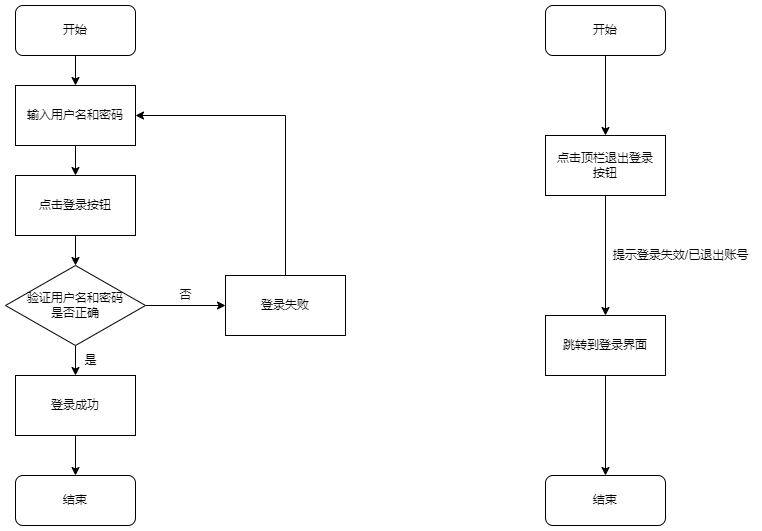 开始
输入用户名和密码
点击登录按钮
验证用户名和密码
是否正确
否
登录失败
是
登录成功
结束
开始
点击顶栏退出登录
按钮
提示登录失效/已退出账号
跳转到登录界面
结束